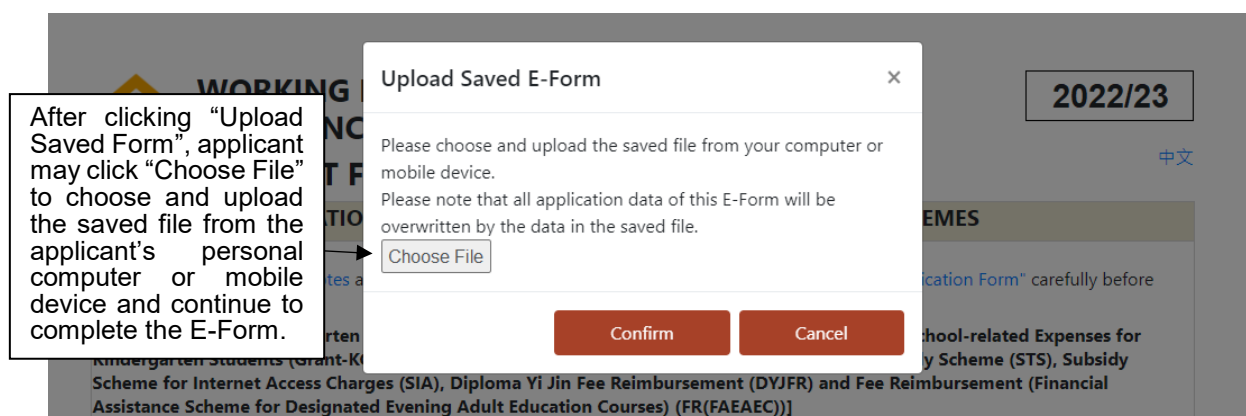 WORKING
2022/23
中文
Upload Saved E-Form
×
Please choose and upload the saved file from your computer or
mobile device.
Please note that all application data of this E-Form will be
overwritten by the data in the saved file.
Choose File
Confirm
Cancel
After clicking “Upload
Saved Form”, applicant
may click “Choose File”
to choose and upload
the saved file from the
applicant’s personal
computer or mobile
device and continue to
complete the E-Form.
EMES
ication Form" carefully before
hool-related Expenses for
Kindergarten Students (Grant-K
y Scheme (STS), Subsidy
Scheme for Internet Access Charges (SIA), Diploma Yi Jin Fee Reimbursement (DYJFR) and Fee Reimbursement (Financial
Assistance Scheme for Designated Evening Adult Education Courses) (FR(FAEAEC))]